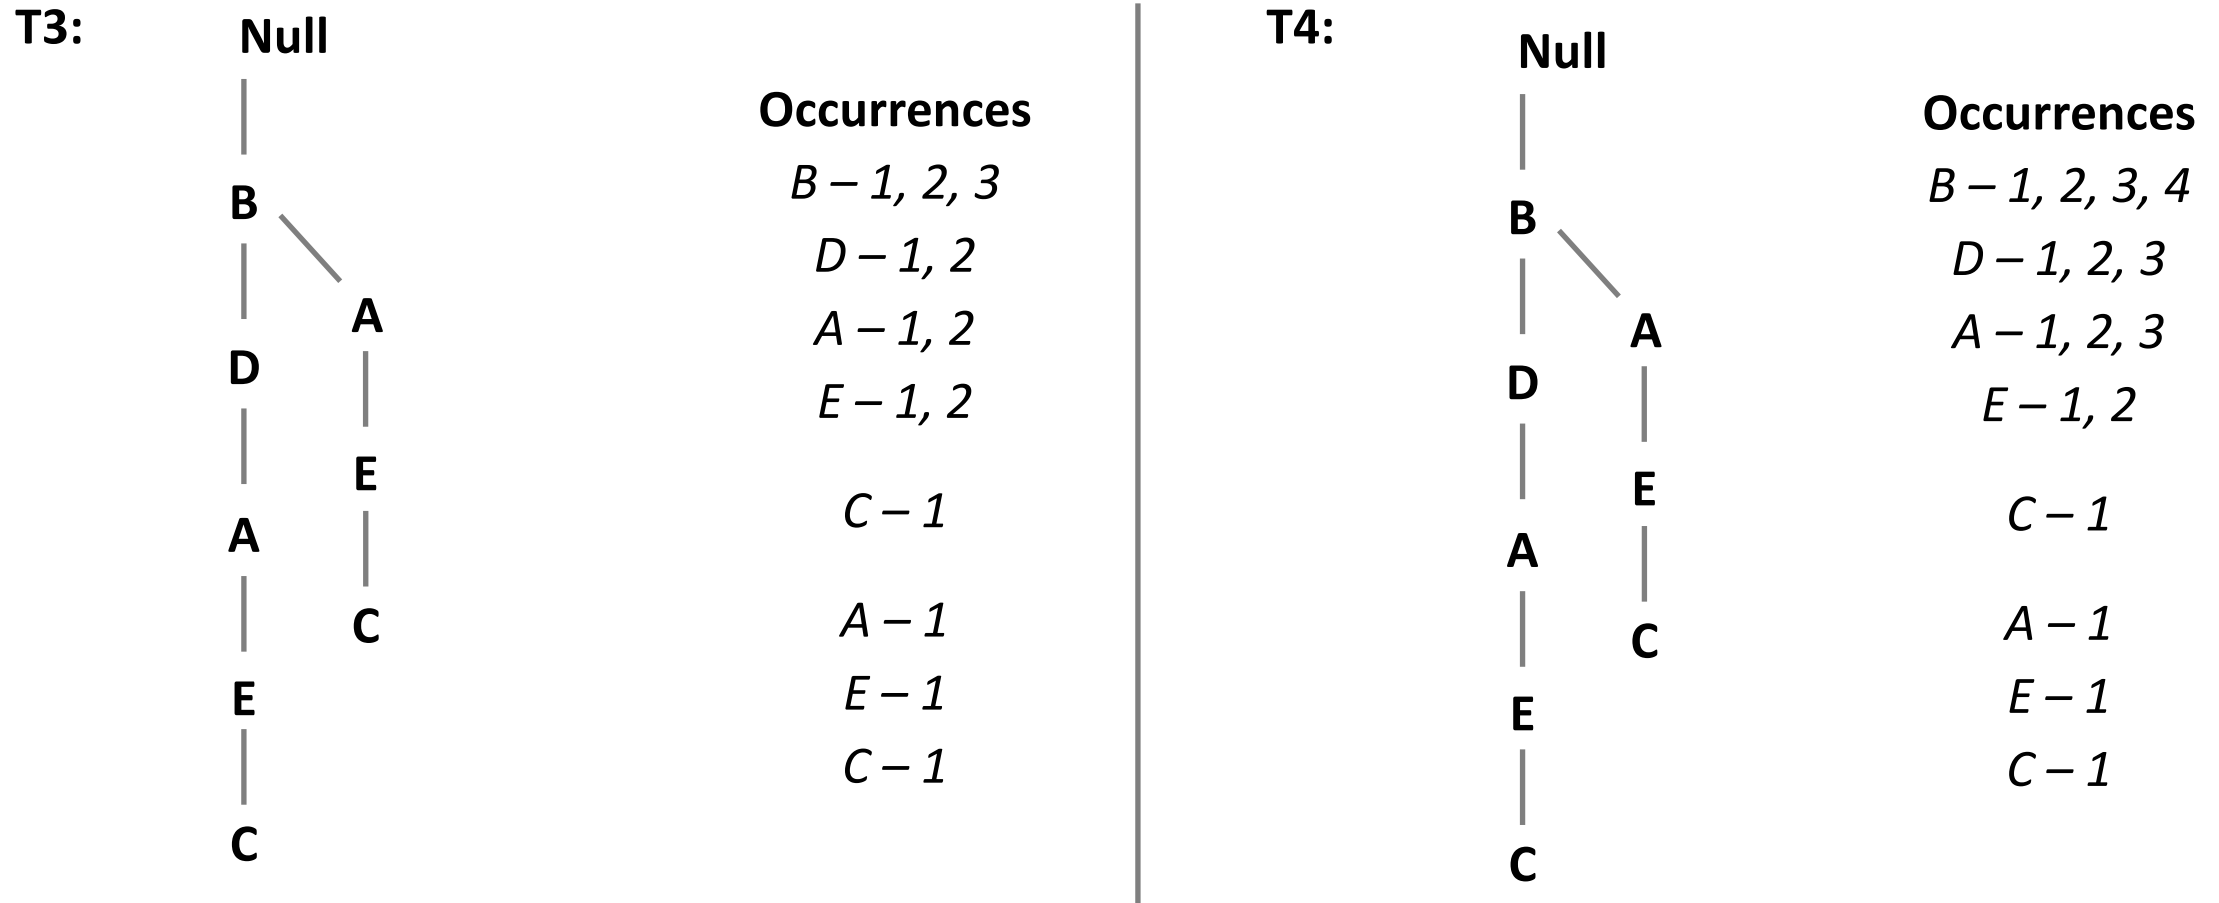 T3:
Null
B
D
A
E
C
A
E
C
Occurrences
B – 1, 2, 3
D – 1, 2
A – 1, 2
E – 1, 2
C – 1
A – 1
E – 1
C – 1
T4:
Null
B
D
A
E
C
A
E
C
Occurrences
B – 1, 2, 3, 4
D – 1, 2, 3
A – 1, 2, 3
E – 1, 2
C – 1
A – 1
E – 1
C – 1